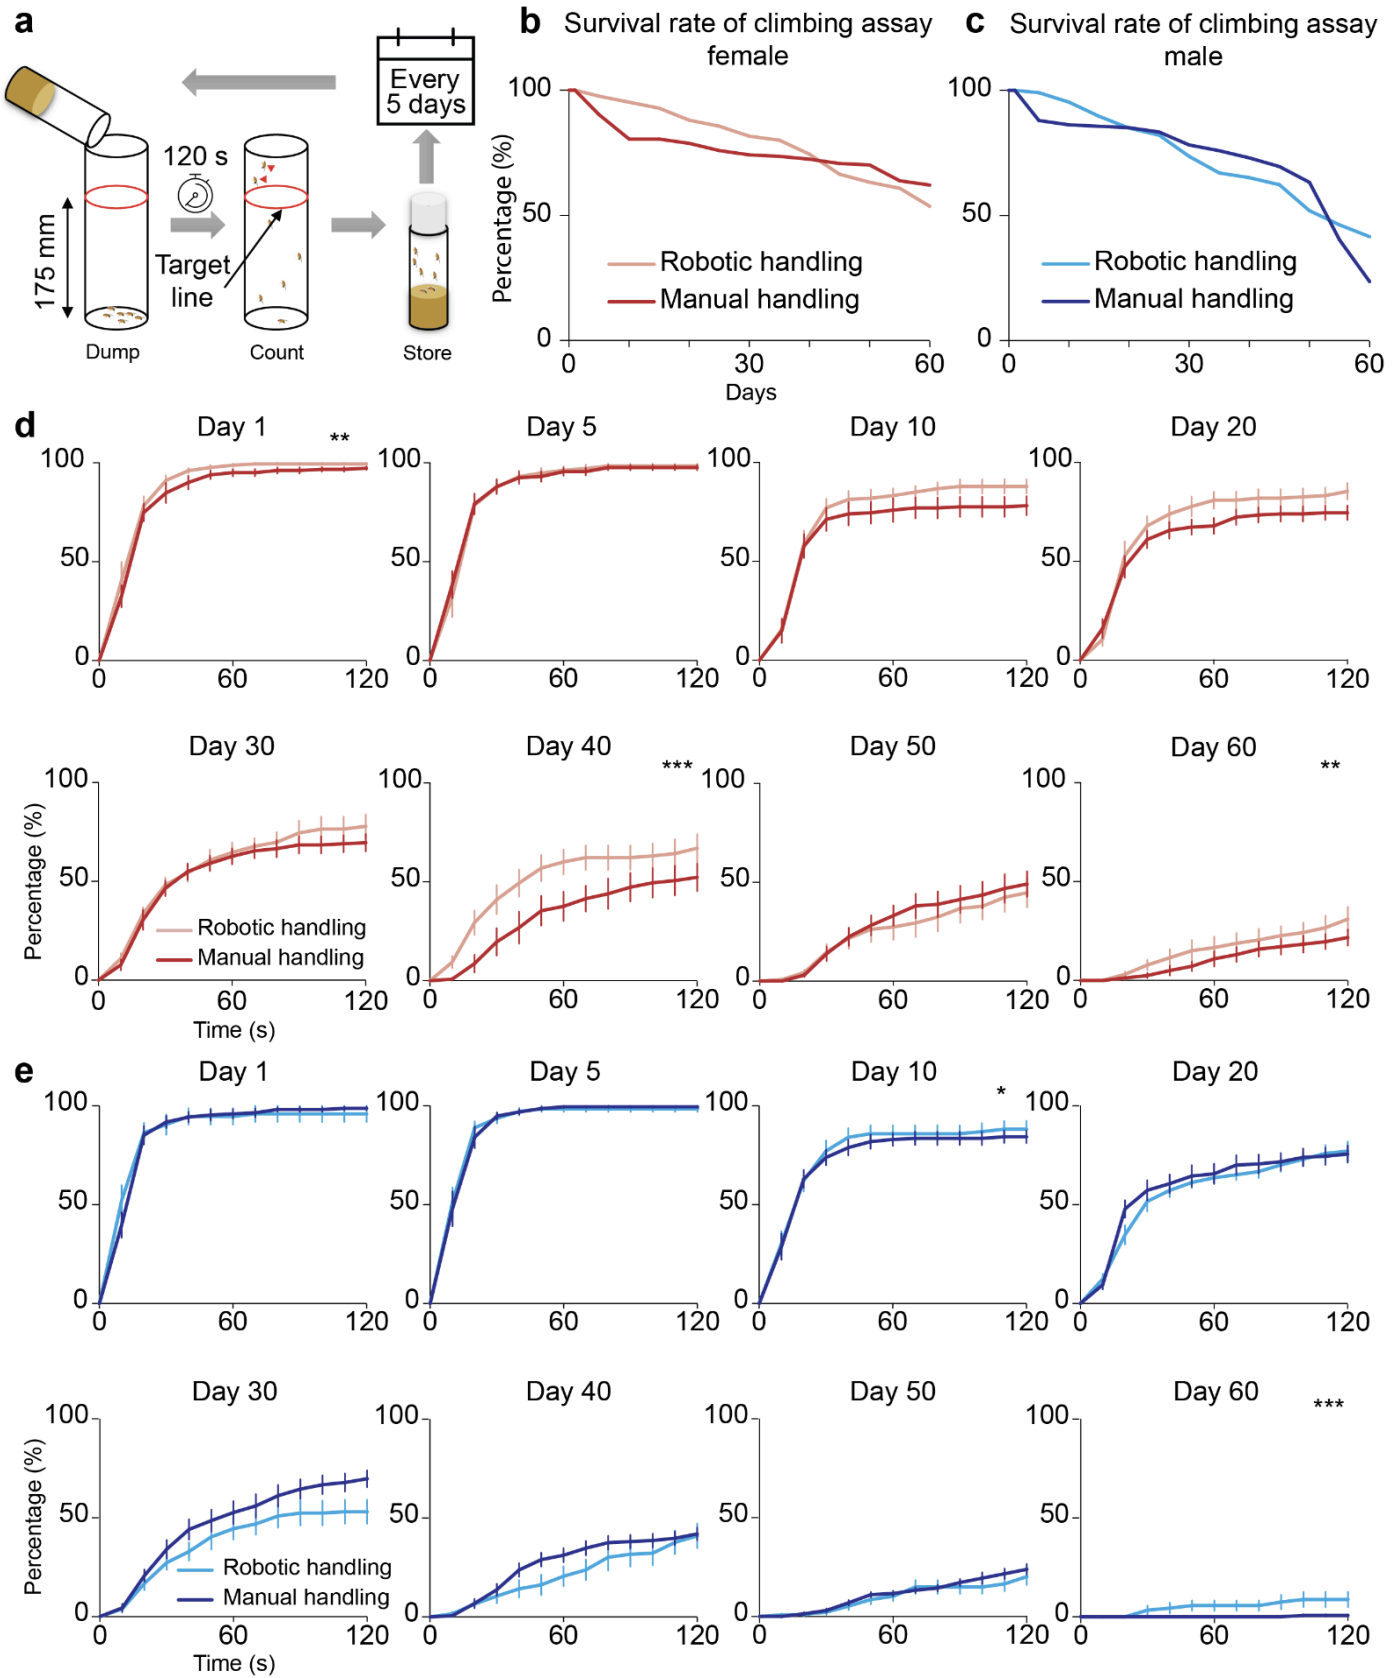 a
Every
5 days
120 s
175 mm
Target
line
Dump
Count
Store
b
Survival rate of climbing assay
female
Percentage (%)
100
50
0
Robotic handling
Manual handling
0
30
60
Days
c
Survival rate of climbing assay
male
100
50
0
Robotic handling
Manual handling
0
30
60
d
Day 1
**
100
50
0
0
60
120
Day 5
100
50
0
0
60
120
Day 10
100
50
0
0
60
120
Day 20
100
50
0
0
60
120
Day 30
Percentage (%)
100
50
0
Robotic handling
Manual handling
0
60
120
Time (s)
Day 40
***
100
50
0
0
60
120
Day 50
100
50
0
0
60
120
Day 60
**
100
50
0
0
60
120
e
Day 1
100
50
0
0
60
120
Day 5
100
50
0
0
60
120
Day 10
*
100
50
0
0
60
120
Day 20
100
50
0
0
60
120
Day 30
Percentage (%)
100
50
0
Robotic handling
Manual handling
0
60
120
Time (s)
Day 40
100
50
0
0
60
120
Day 50
100
50
0
0
60
120
Day 60
***
100
50
0
0
60
120